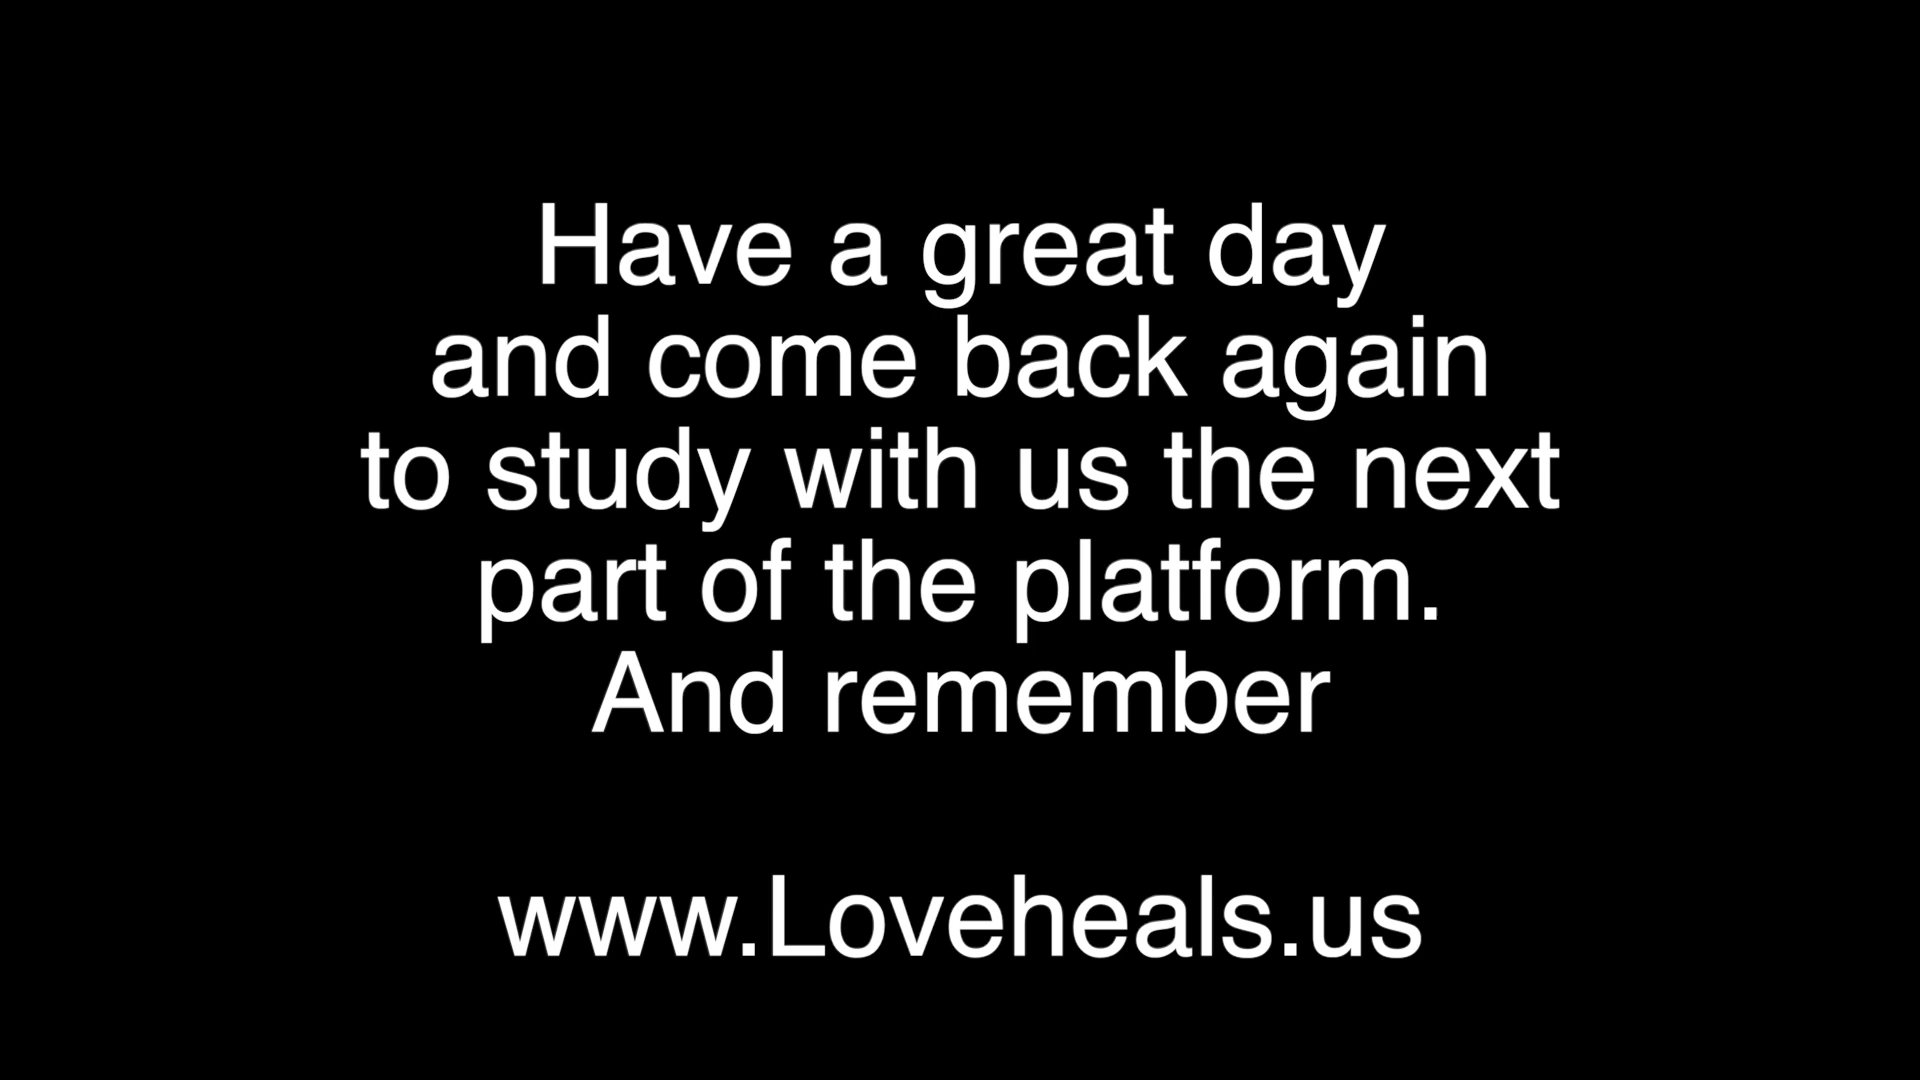 Have a great day
and come back again
to study with us the next
part of the platform.
And remember
www.Loveheals.us